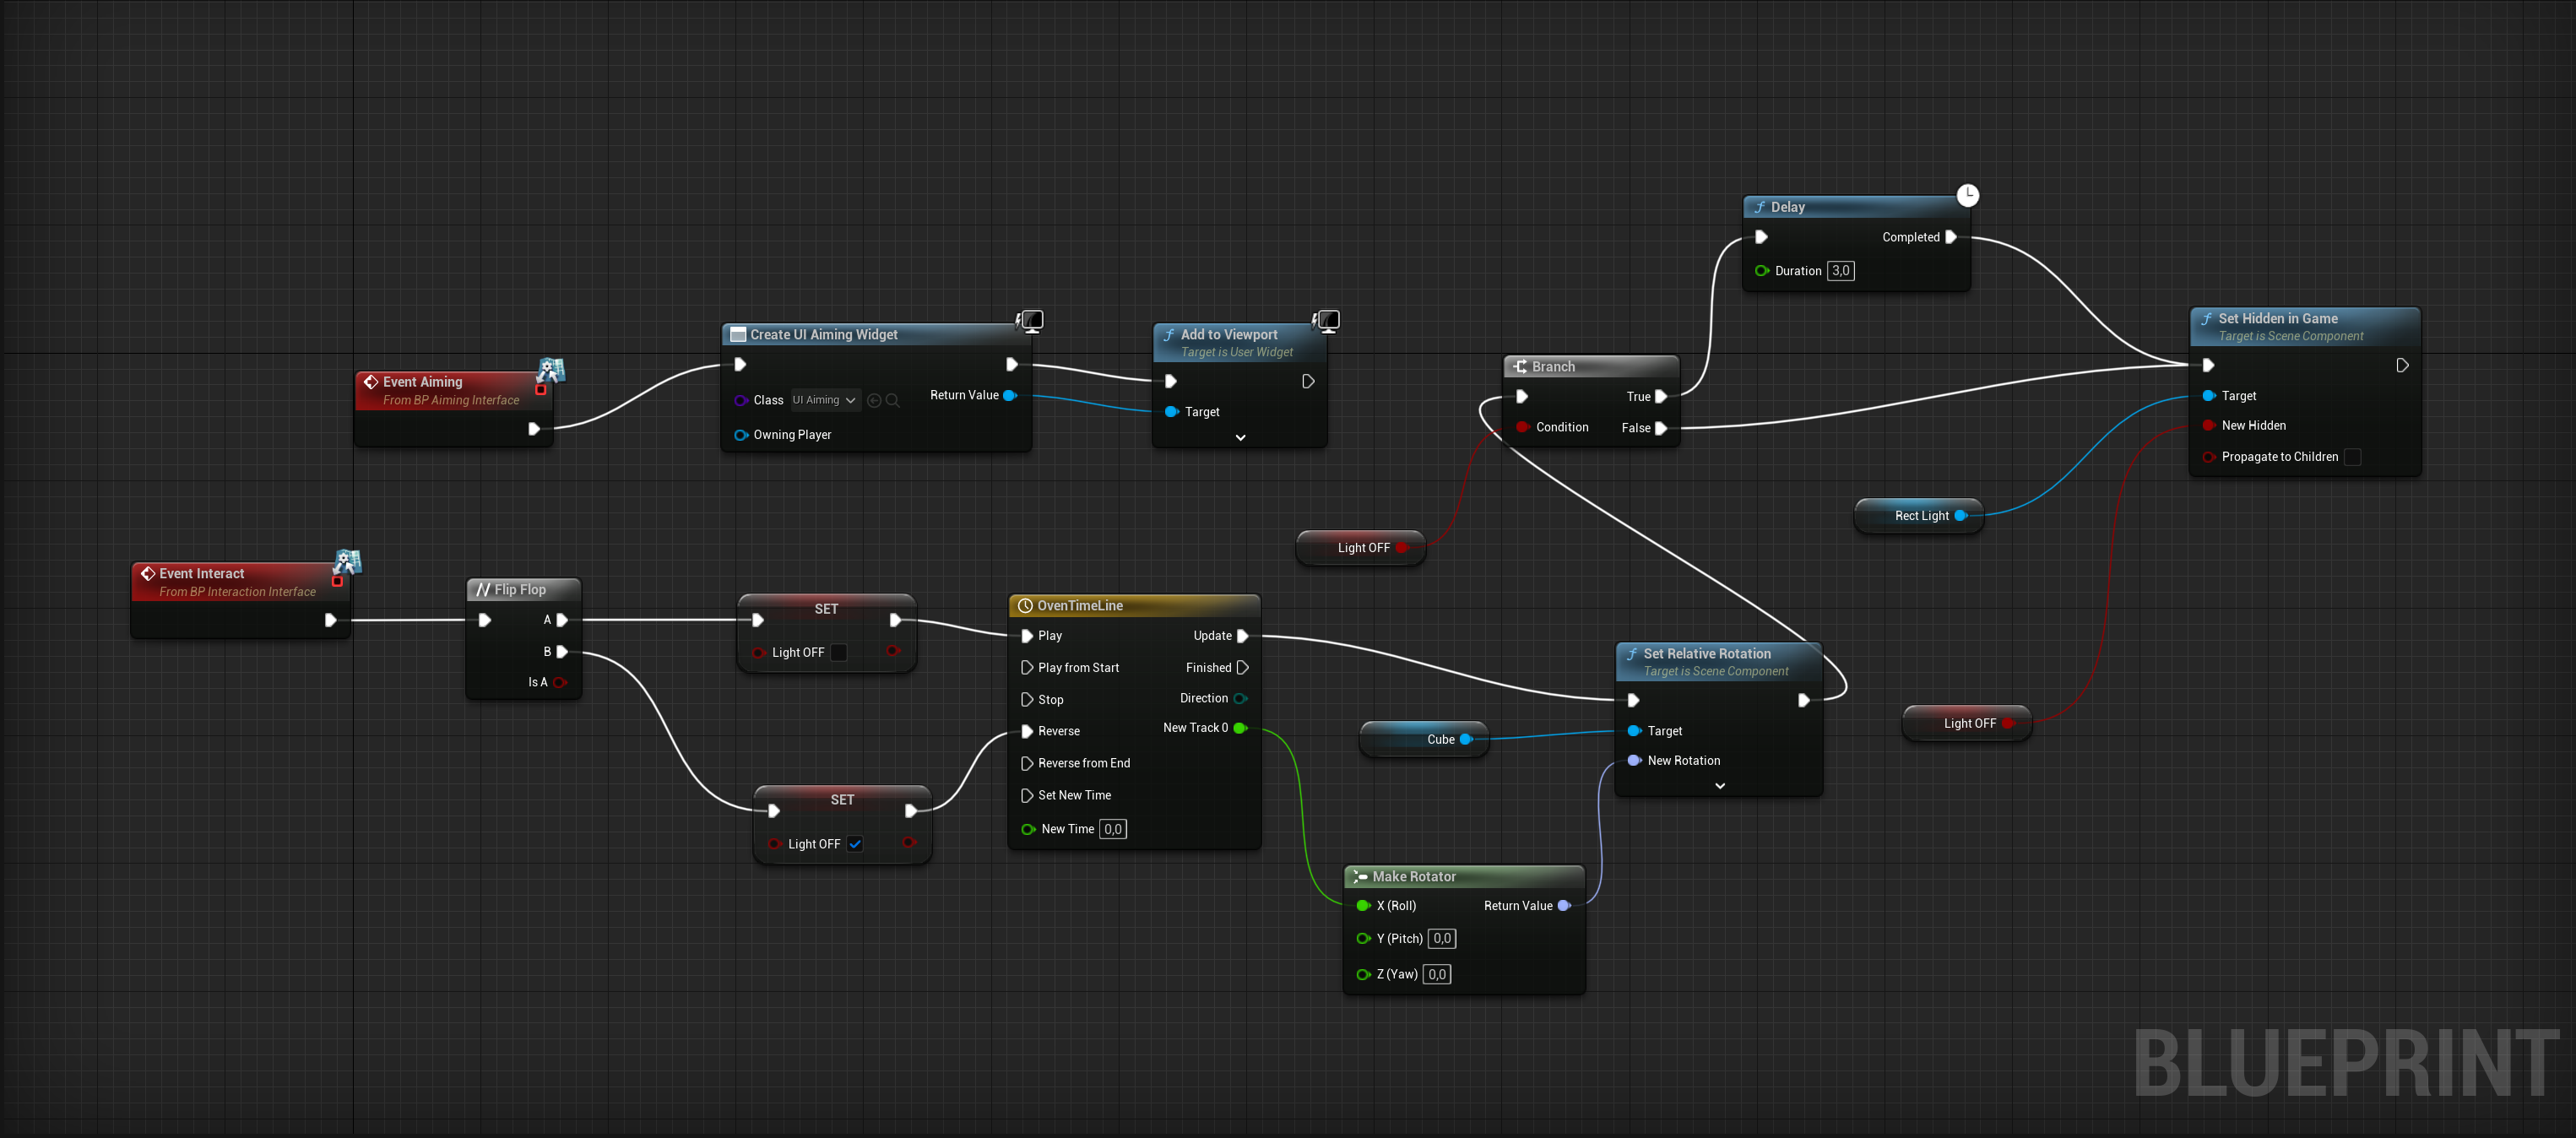 Delay
Completed
Duration 3,0
Set Hidden in Game
Target is Scene Component
Target
New Hidden
Propagate to Children
Create UI Aiming Widget
Class UI Aiming
Return Value
Owning Player
Add to Viewport
Target is User Widget
Target
Event Aiming
From BP Aiming Interface
Branch
True
Condition
False
Rect Light
Light OFF
Event Interact
From BP Interaction Interface
Flip Flop
A
B
Is A
SET
Light OFF
SET
Light OFF
OvenTimeLine
Play
Update
Play from Start
Finished
Stop
Direction
Reverse
New Track 0
Reverse from End
Set New Time
New Time 0,0
Set Relative Rotation
Target is Scene Component
Target
New Rotation
Cube
Light OFF
Make Rotator
X (Roll)
Return Value
Y (Pitch) 0,0
Z (Yaw) 0,0
BLUEPRINT